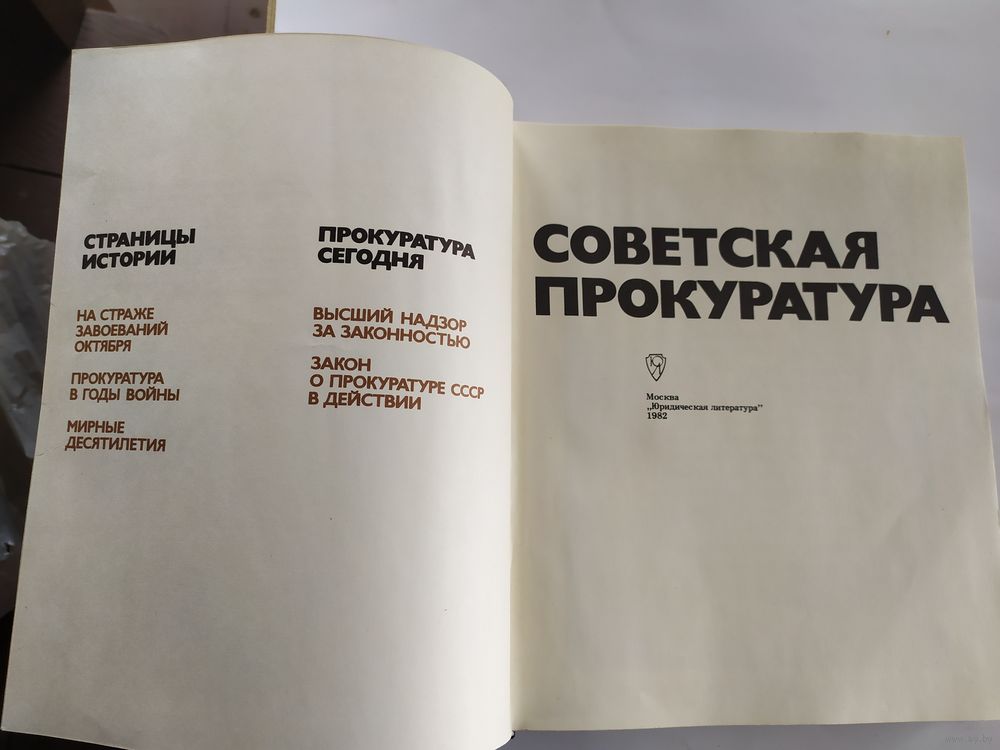 СТРАНИЦЫ
ИСТОРИИ
НА СТРАЖЕ
ЗАВОЕВАНИЙ
ОКТЯБРЯ
ПРОКУРАТУРА
В ГОДЫ ВОЙНЫ
МИРНЫЕ
ДЕСЯТИЛЕТИЯ
ПРОКУРАТУРА
СЕГОДНЯ
ВЫСШИЙ НАДЗОР
ЗА ЗАКОННОСТЬЮ
ЗАКОН
О ПРОКУРАТУРЕ СССР
В ДЕЙСТВИИ
СОВЕТСКАЯ
ПРОКУРАТУРА
Москва
„Юридическая литература"
1982